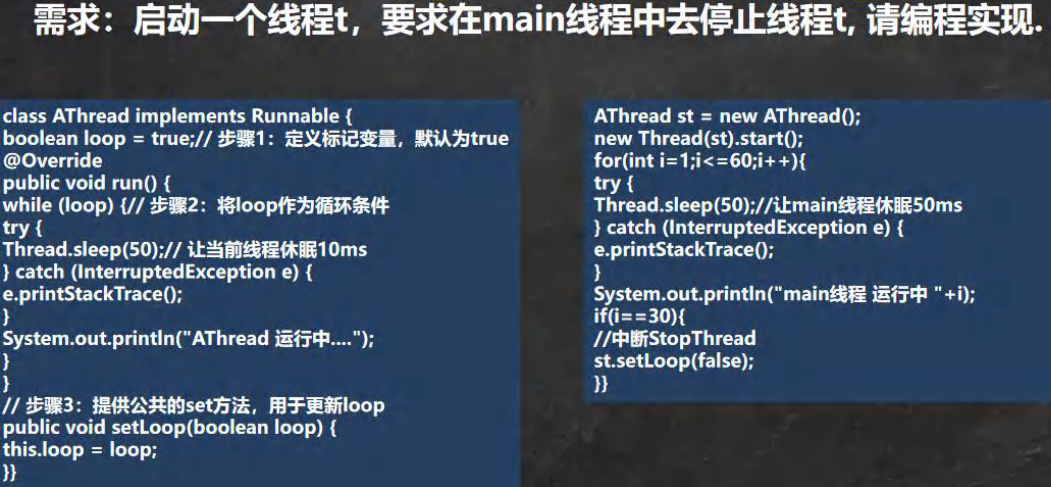 需求：启动一个线程t，要求在main线程中去停止线程t, 请编程实现.
class AThread implements Runnable {
boolean loop = true;// 步骤1：定义标记变量，默认为true
@Override
public void run() {
while (loop) {// 步骤2：将loop作为循环条件
try {
Thread.sleep(50);// 让当前线程休眠10ms
} catch (InterruptedException e) {
e.printStackTrace();
}
System.out.println("AThread 运行中....");
}
}
// 步骤3：提供公共的set方法，用于更新loop
public void setLoop(boolean loop) {
this.loop = loop;
}}
AThread st = new AThread();
new Thread(st).start();
for(int i=1;i<=60;i++){
try {
Thread.sleep(50);//让main线程休眠50ms
} catch (InterruptedException e) {
e.printStackTrace();
}
System.out.println("main线程 运行中 "+i);
if(i==30){
//中断StopThread
st.setLoop(false);
}}